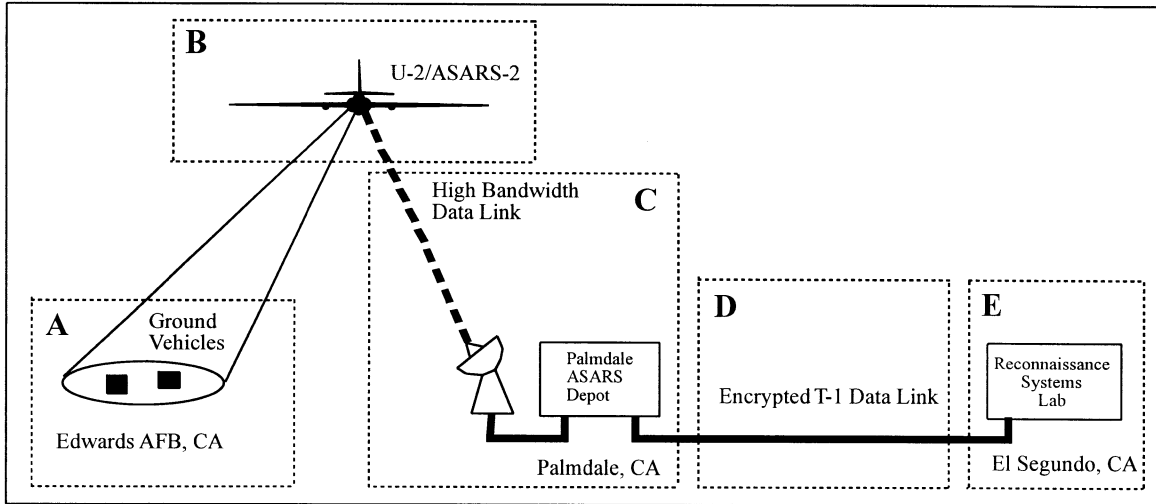 B
U-2/ASARS-2
High Bandwidth
Data Link
C
A
Ground
Vehicles
Edwards AFB, CA
Palmdale
ASARS
Depot
Palmdale, CA
D
Encrypted T-1 Data Link
E
Reconnaissance
Systems
Lab
El Segundo, CA